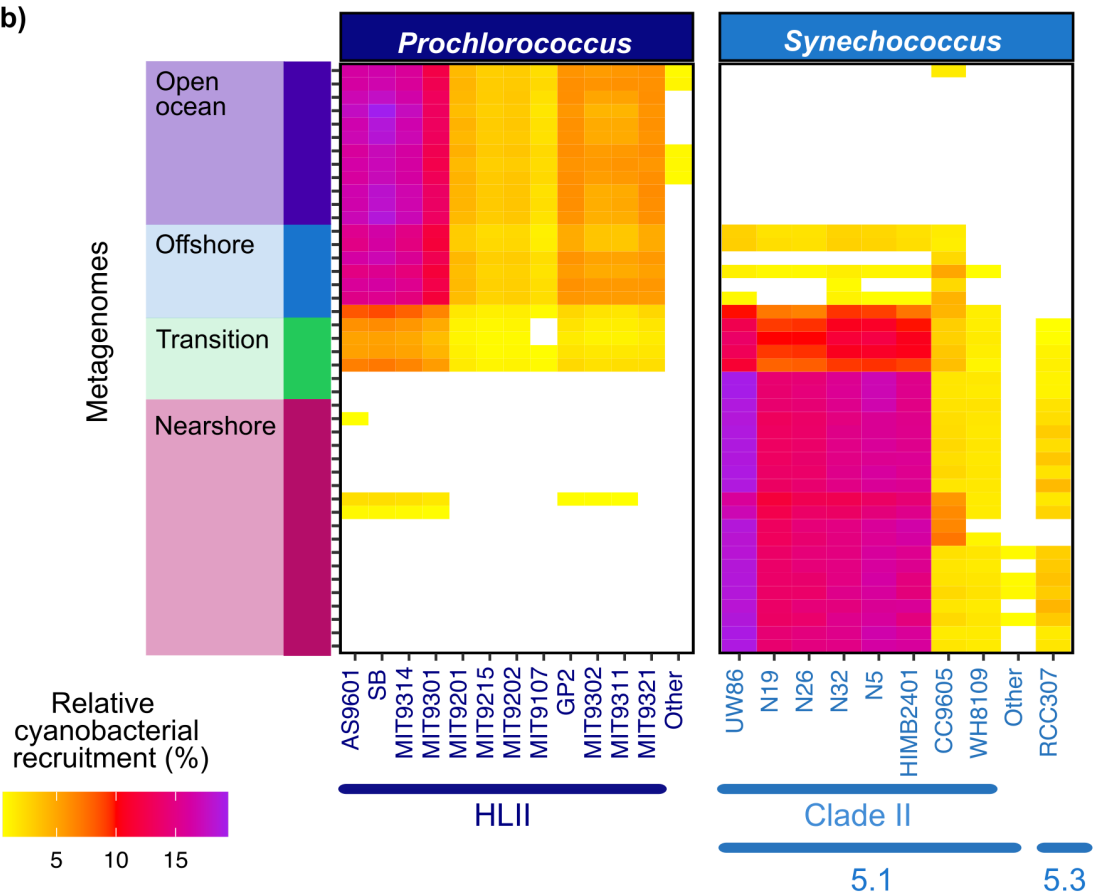 b)
Prochlorococcus
Synechococcus
Open
ocean
Offshore
Transition
Nearshore
Metagenomes
AS9601
SB
MIT9314
MIT9301
MIT9201
MIT9215
MIT9202
MIT9107
GP2
MIT9302
MIT9311
MIT9321
Other
UW86
N19
N26
N32
N5
HIMB2401
CC9605
WH8109
Other
RCC307
HLII
Clade II
5.1
5.3
Relative
cyanobacterial
recruitment (%)
5 10 15